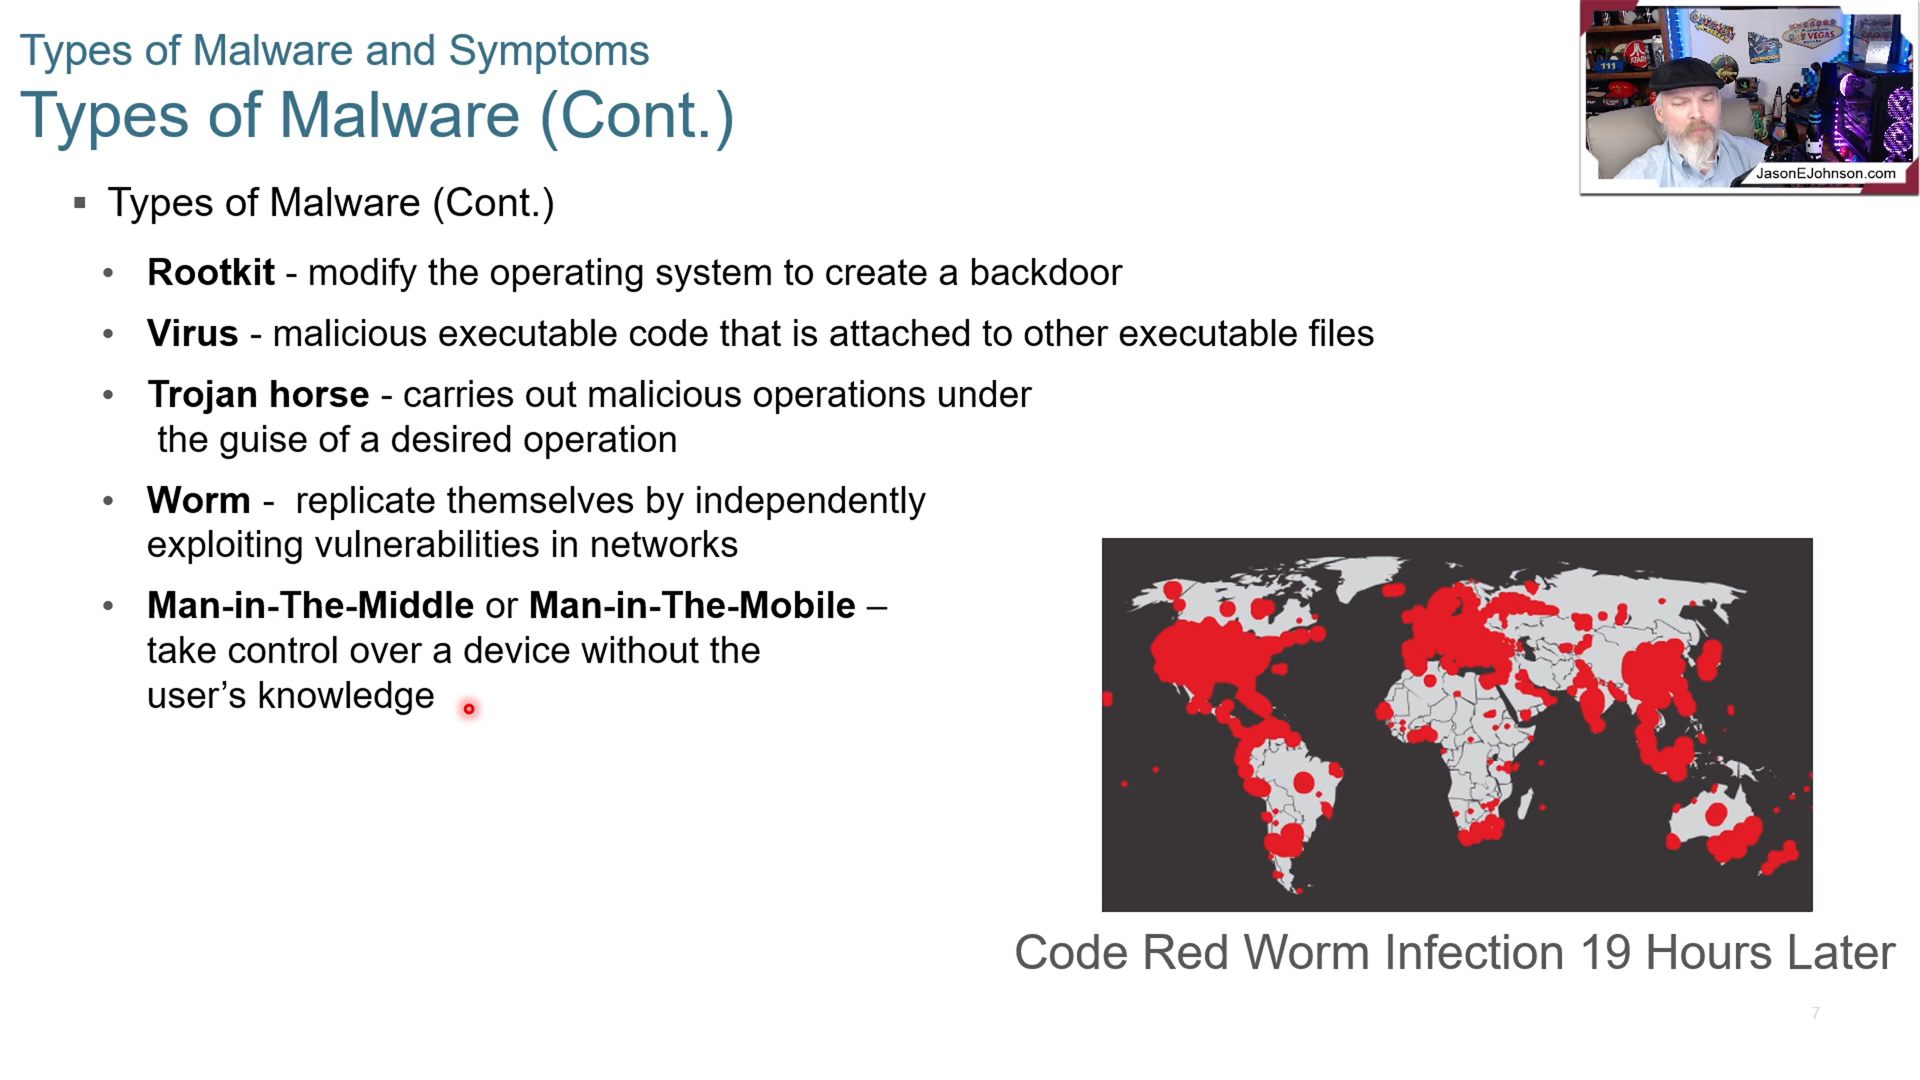 Types of Malware and Symptoms
Types of Malware (Cont.)
▪ Types of Malware (Cont.)
• Rootkit - modify the operating system to create a backdoor
• Virus - malicious executable code that is attached to other executable files
• Trojan horse - carries out malicious operations under
the guise of a desired operation
• Worm - replicate themselves by independently
exploiting vulnerabilities in networks
• Man-in-The-Middle or Man-in-The-Mobile –
take control over a device without the
user’s knowledge
Code Red Worm Infection 19 Hours Later
7
JasonEJohnson.com
ATARI
111
VEGAS